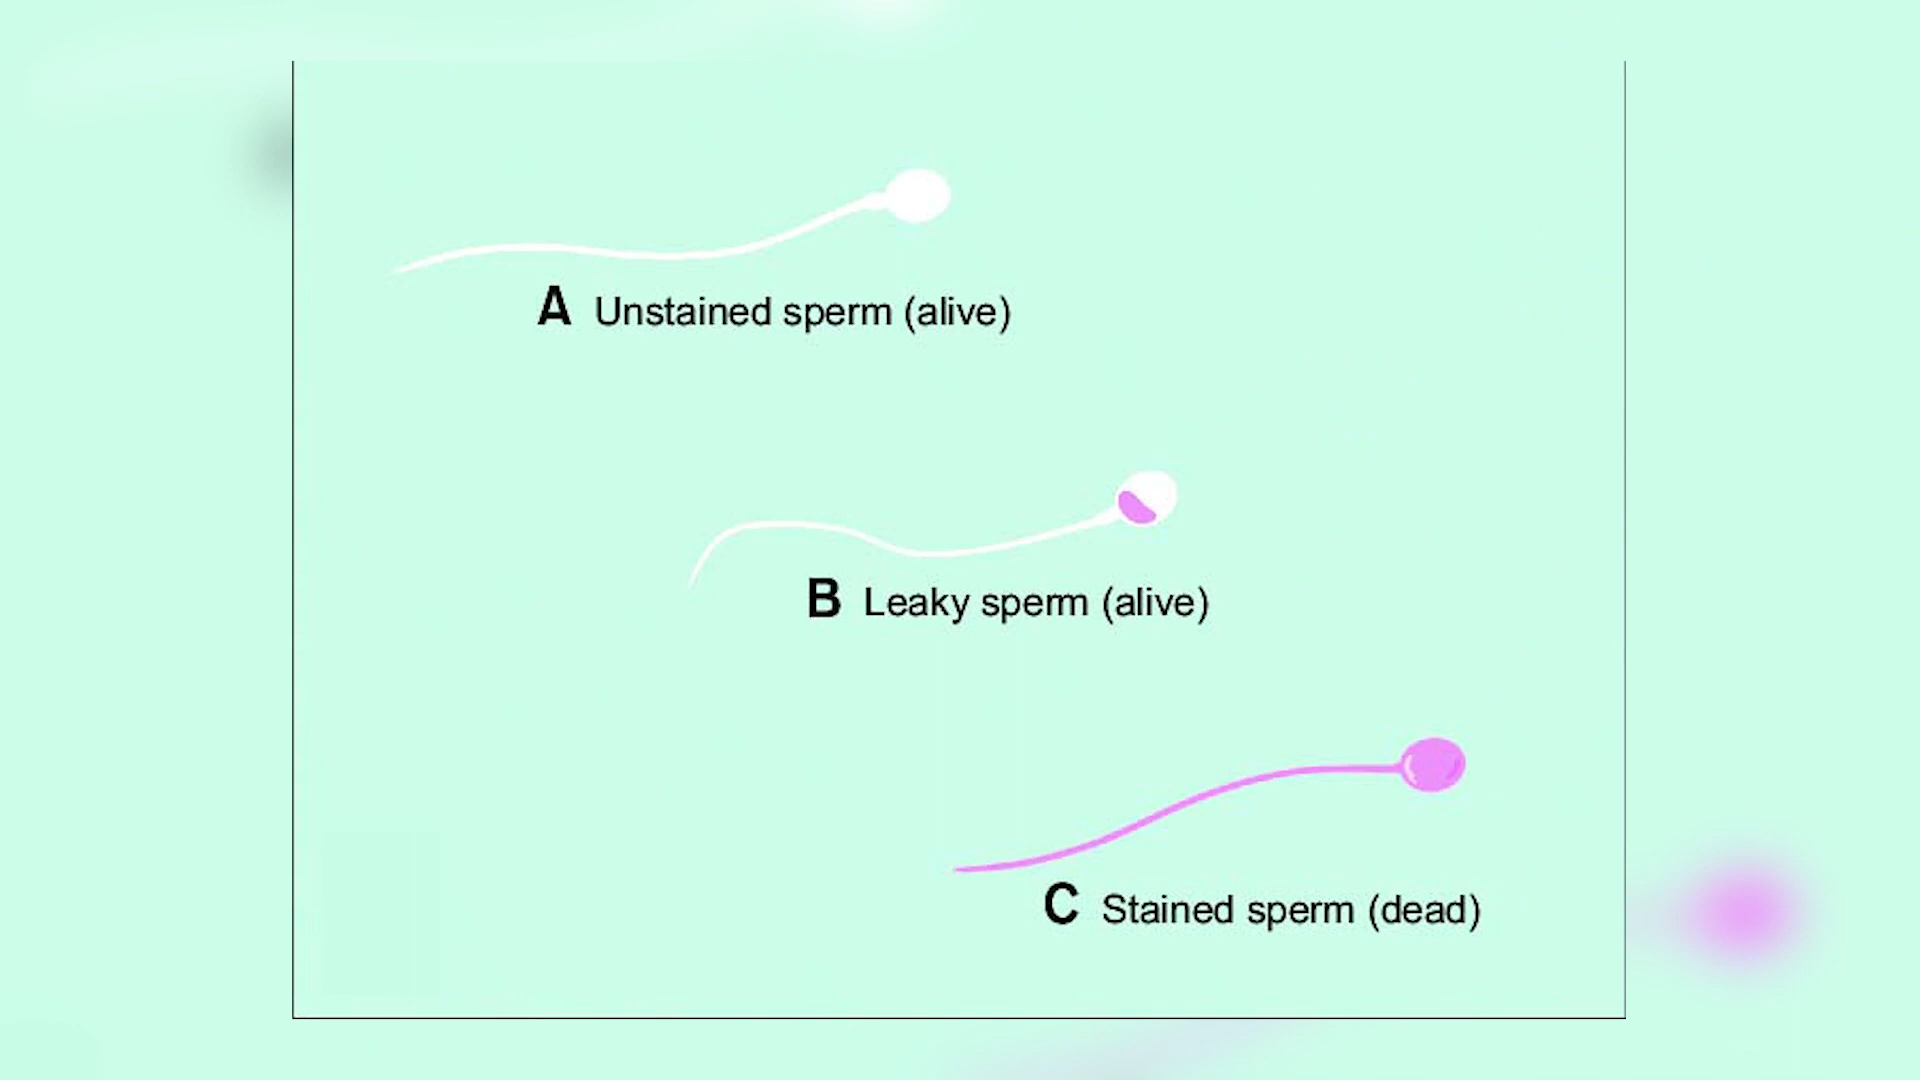 A Unstained sperm (alive)
B Leaky sperm (alive)
C Stained sperm (dead)